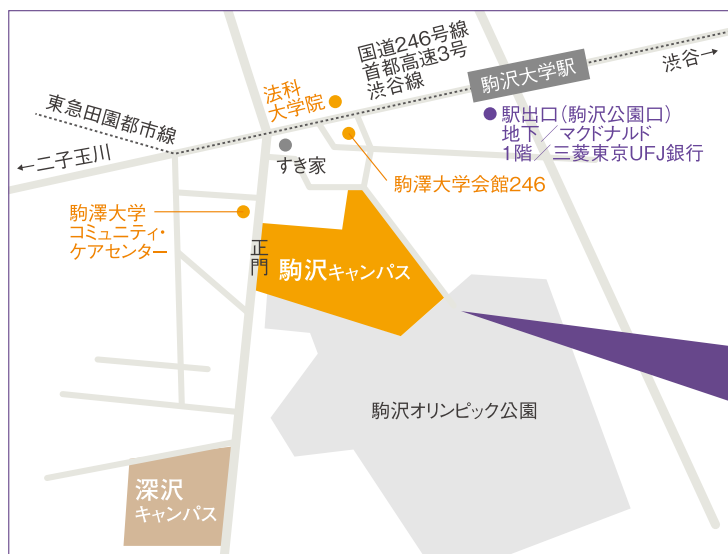 国道246号線
首都高速3号
渋谷線
渋谷→
駒沢大学駅
法科
大学院
東急田園都市線
駅出口（駒沢公園口）
地下／マクドナルド
1階／三菱東京UFJ銀行
←二子玉川
すき家
駒澤大学会館246
駒澤大学
コミュニティ・
ケアセンター
正門
駒沢キャンパス
駒沢オリンピック公園
深沢
キャンパス